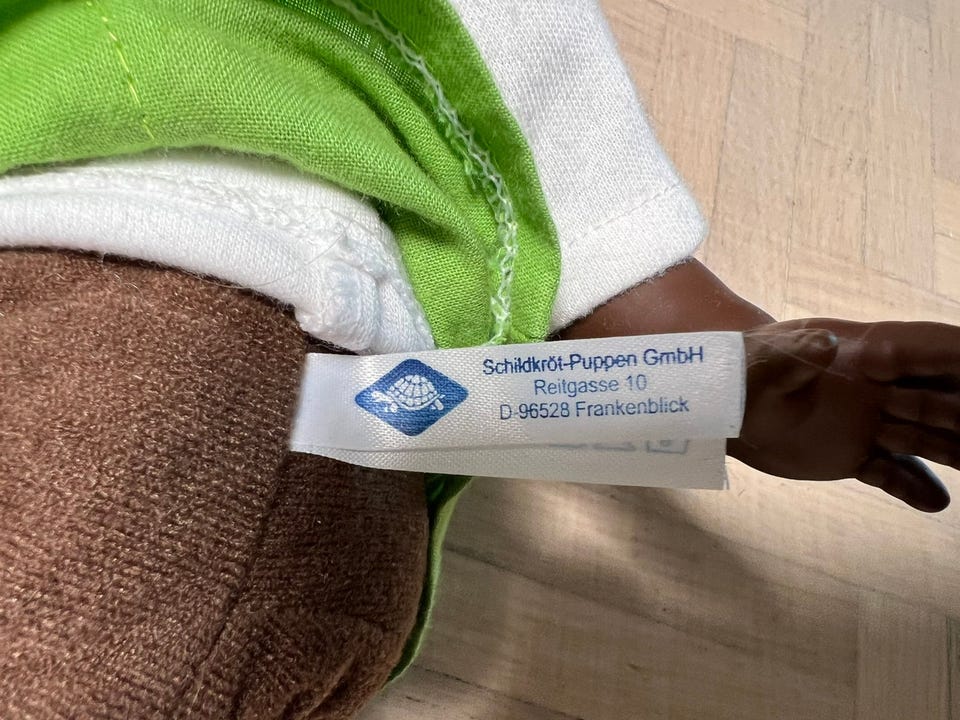 Schildkröt-Puppen GmbH
Reitgasse 10
D-96528 Frankenblick